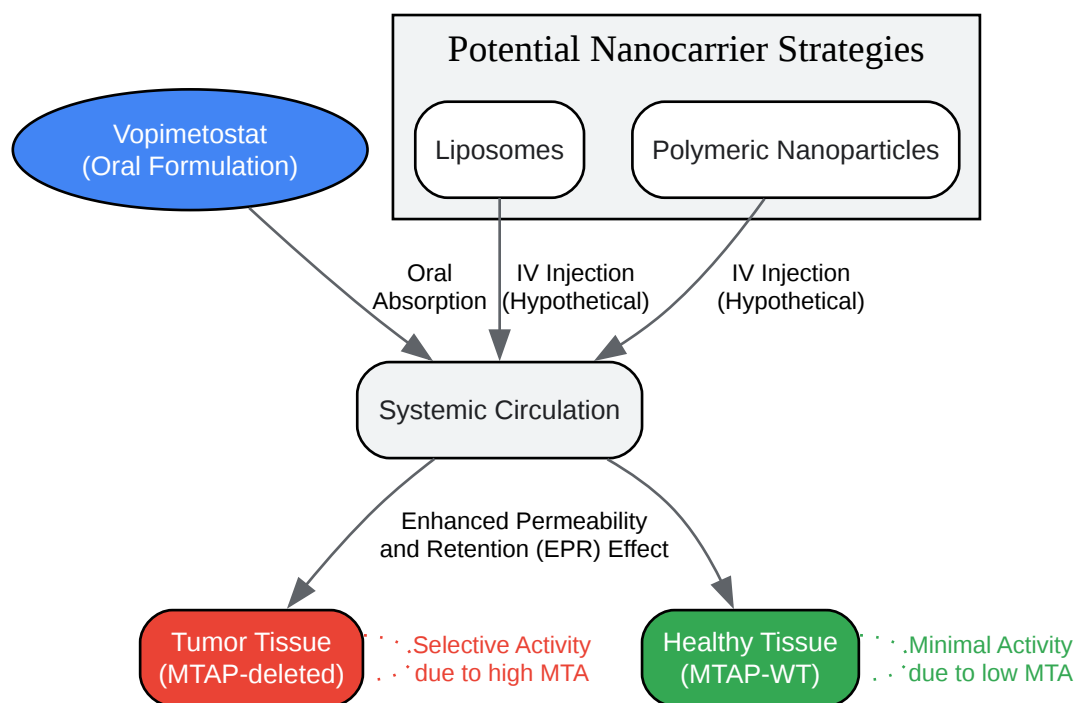 Potential Nanocarrier Strategies
Vopimetostat
(Oral Formulation)
Liposomes
Polymeric Nanoparticles
Oral
Absorption
IV Injection
(Hypothetical)
IV Injection
(Hypothetical)
Systemic Circulation
Enhanced Permeability
and Retention (EPR) Effect
Tumor Tissue
(MTAP-deleted)
Selective Activity
due to high MTA
Healthy Tissue
(MTAP-WT)
Minimal Activity
due to low MTA